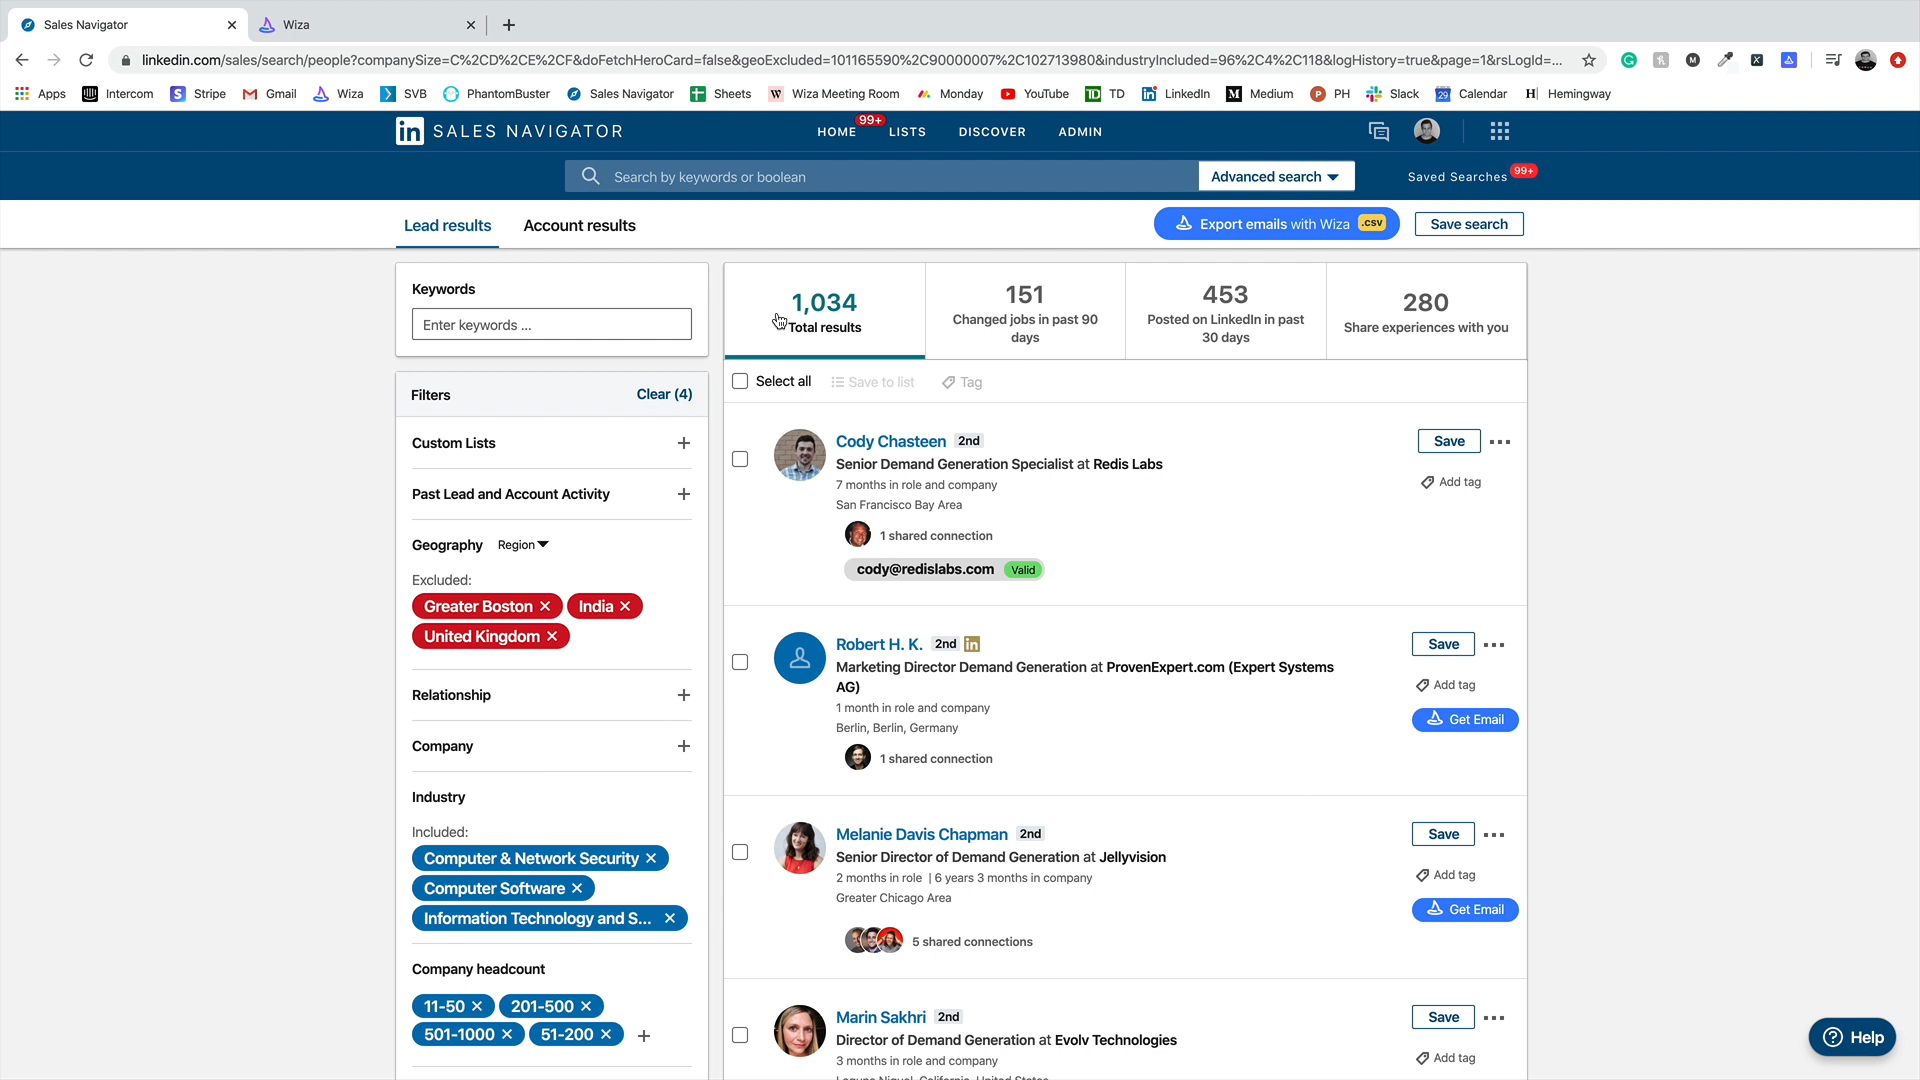 Sales Navigator
Wiza
linkedin.com/sales/search/people?companySize=C%2CD%2CE%2CF&doFetchHeroCard=false&geoExcluded=101165590%2C90000007%2C102713980&industryIncluded=96%2C4%2C118&logHistory=true&page=1&rsLogId=...
Apps Intercom Stripe Gmail Wiza SVB PhantomBuster Sales Navigator Sheets Wiza Meeting Room Monday YouTube TD LinkedIn Medium PH Slack Calendar Hemingway
in SALES NAVIGATOR
HOME 99+ LISTS DISCOVER ADMIN
Search by keywords or boolean
Advanced search
Saved Searches 99+
Lead results
Account results
Export emails with Wiza .csv
Save search
Keywords
Enter keywords ...
Filters
Clear (4)
Custom Lists
Past Lead and Account Activity
Geography Region
Excluded:
Greater Boston
India
United Kingdom
Relationship
Company
Industry
Included:
Computer & Network Security
Computer Software
Information Technology and S...
Company headcount
11-50 201-500
501-1000 51-200
1,034
Total results
151
Changed jobs in past 90
days
453
Posted on LinkedIn in past
30 days
280
Share experiences with you
Select all Save to list Tag
Cody Chasteen 2nd
Senior Demand Generation Specialist at Redis Labs
7 months in role and company
San Francisco Bay Area
1 shared connection
cody@redislabs.com Valid
Save
Add tag
Robert H. K. 2nd in
Marketing Director Demand Generation at ProvenExpert.com (Expert Systems
AG)
1 month in role and company
Berlin, Berlin, Germany
1 shared connection
Save
Add tag
Get Email
Melanie Davis Chapman 2nd
Senior Director of Demand Generation at Jellyvision
2 months in role | 6 years 3 months in company
Greater Chicago Area
5 shared connections
Save
Add tag
Get Email
Marin Sakhri 2nd
Director of Demand Generation at Evolv Technologies
3 months in role and company
Laguna Niguel, California, United States
Save
Add tag
Help